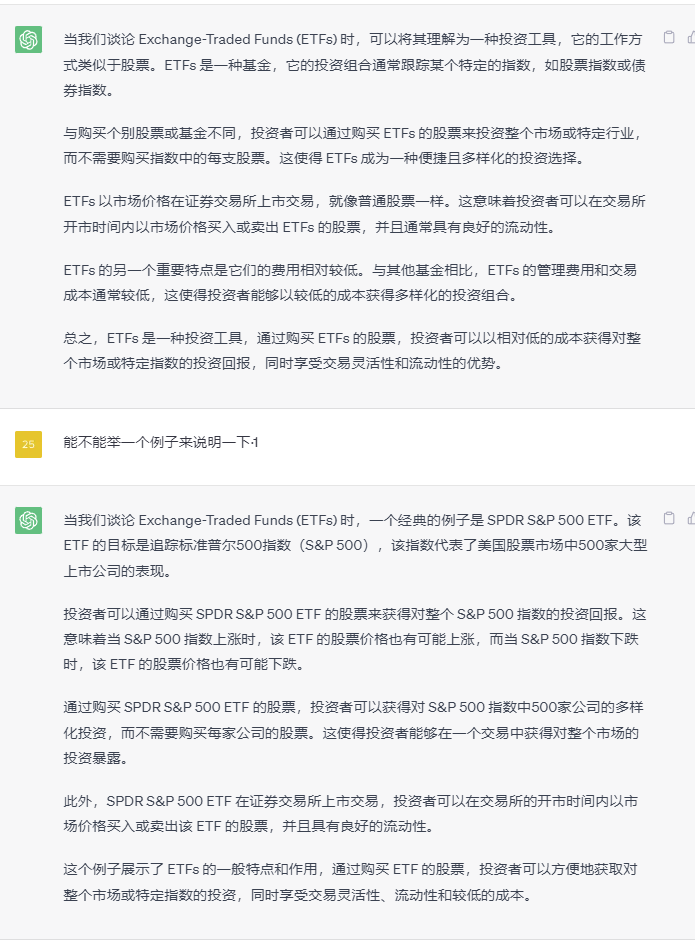 当我们谈论 Exchange-Traded Funds (ETFs) 时，可以将其理解为一种投资工具，它的工作方
式类似于股票。ETFs 是一种基金，它的投资组合通常跟踪某个特定的指数，如股票指数或债
券指数。
与购买个别股票或基金不同，投资者可以通过购买 ETFs 的股票来投资整个市场或特定行业，
而不需要购买指数中的每支股票。这使得 ETFs 成为一种便捷且多样化的投资选择。
ETFs 以市场价格在证券交易所上市交易，就像普通股票一样。这意味着投资者可以在交易所
开市时间内以市场价格买入或卖出 ETFs 的股票，并且通常具有良好的流动性。
ETFs 的另一个重要特点是它们的费用相对较低。与其他基金相比，ETFs 的管理费用和交易
成本通常较低，这使得投资者能够以较低的成本获得多样化的投资组合。
总之，ETFs 是一种投资工具，通过购买 ETFs 的股票，投资者可以以相对低的成本获得对整
个市场或特定指数的投资回报，同时享受交易灵活性和流动性的优势。
25 能不能举一个例子来说明一下·1
当我们谈论 Exchange-Traded Funds (ETFs) 时，一个经典的例子是 SPDR S&P 500 ETF。该
ETF 的目标是追踪标准普尔500指数（S&P 500），该指数代表了美国股票市场中500家大型
上市公司的表现。
投资者可以通过购买 SPDR S&P 500 ETF 的股票来获得对整个 S&P 500 指数的投资回报。这
意味着当 S&P 500 指数上涨时，该 ETF 的股票价格也有可能上涨，而当 S&P 500 指数下跌
时，该 ETF 的股票价格也有可能下跌。
通过购买 SPDR S&P 500 ETF 的股票，投资者可以获得对 S&P 500 指数中500家公司的多样
化投资，而不需要购买每家公司的股票。这使得投资者能够在一个交易中获得对整个市场的
投资暴露。
此外，SPDR S&P 500 ETF 在证券交易所上市交易，投资者可以在交易所的开市时间内以市
场价格买入或卖出该 ETF 的股票，并且具有良好的流动性。
这个例子展示了 ETFs 的一般特点和作用，通过购买 ETF 的股票，投资者可以方便地获取对
整个市场或特定指数的投资，同时享受交易灵活性、流动性和较低的成本。